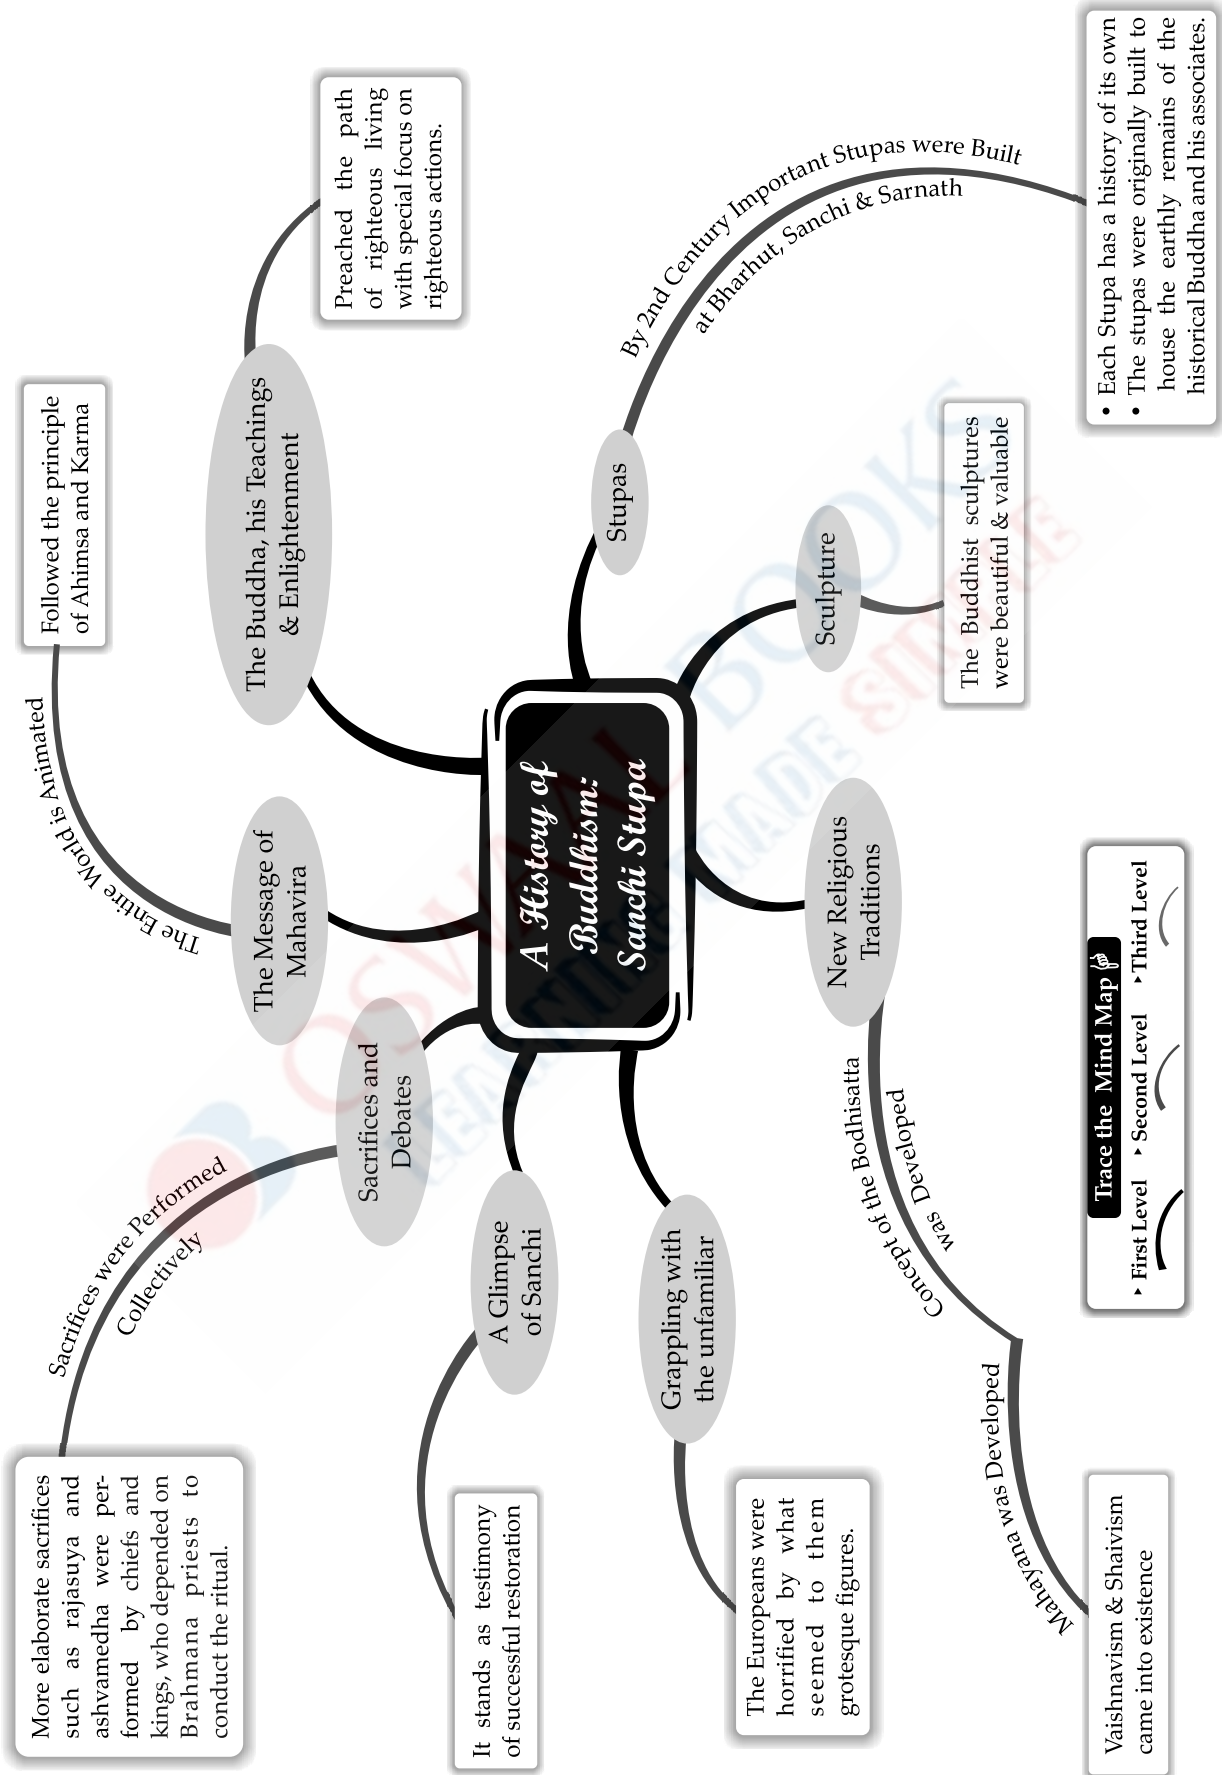 A History of
Buddhism:
Sanchi Stupa
The Buddha, his Teachings
& Enlightenment
Preached the path
of righteous living
with special focus on
righteous actions.
Stupas
By 2nd Century Important Stupas were Built
at Bharhut, Sanchi & Sarnath
• Each Stupa has a history of its own
• The stupas were originally built to
house the earthly remains of the
historical Buddha and his associates.
Sculpture
The Buddhist sculptures
were beautiful & valuable
New Religious
Traditions
Concept of the Bodhisatta
was Developed
Mahayana was Developed
Vaishnavism & Shaivism
came into existence
Grappling with
the unfamiliar
The Europeans were
horrified by what
seemed to them
grotesque figures.
A Glimpse
of Sanchi
It stands as testimony
of successful restoration
Sacrifices and
Debates
Sacrifices were Performed
Collectively
More elaborate sacrifices
such as rajasuya and
ashvamedha were per-
formed by chiefs and
kings, who depended on
Brahmana priests to
conduct the ritual.
The Message of
Mahavira
The Entire World is Animated
Followed the principle
of Ahimsa and Karma
Trace the Mind Map
▸ First Level ▸ Second Level ▸ Third Level
OSWAAL BOOKS
LEARNING MADE SIMPLE